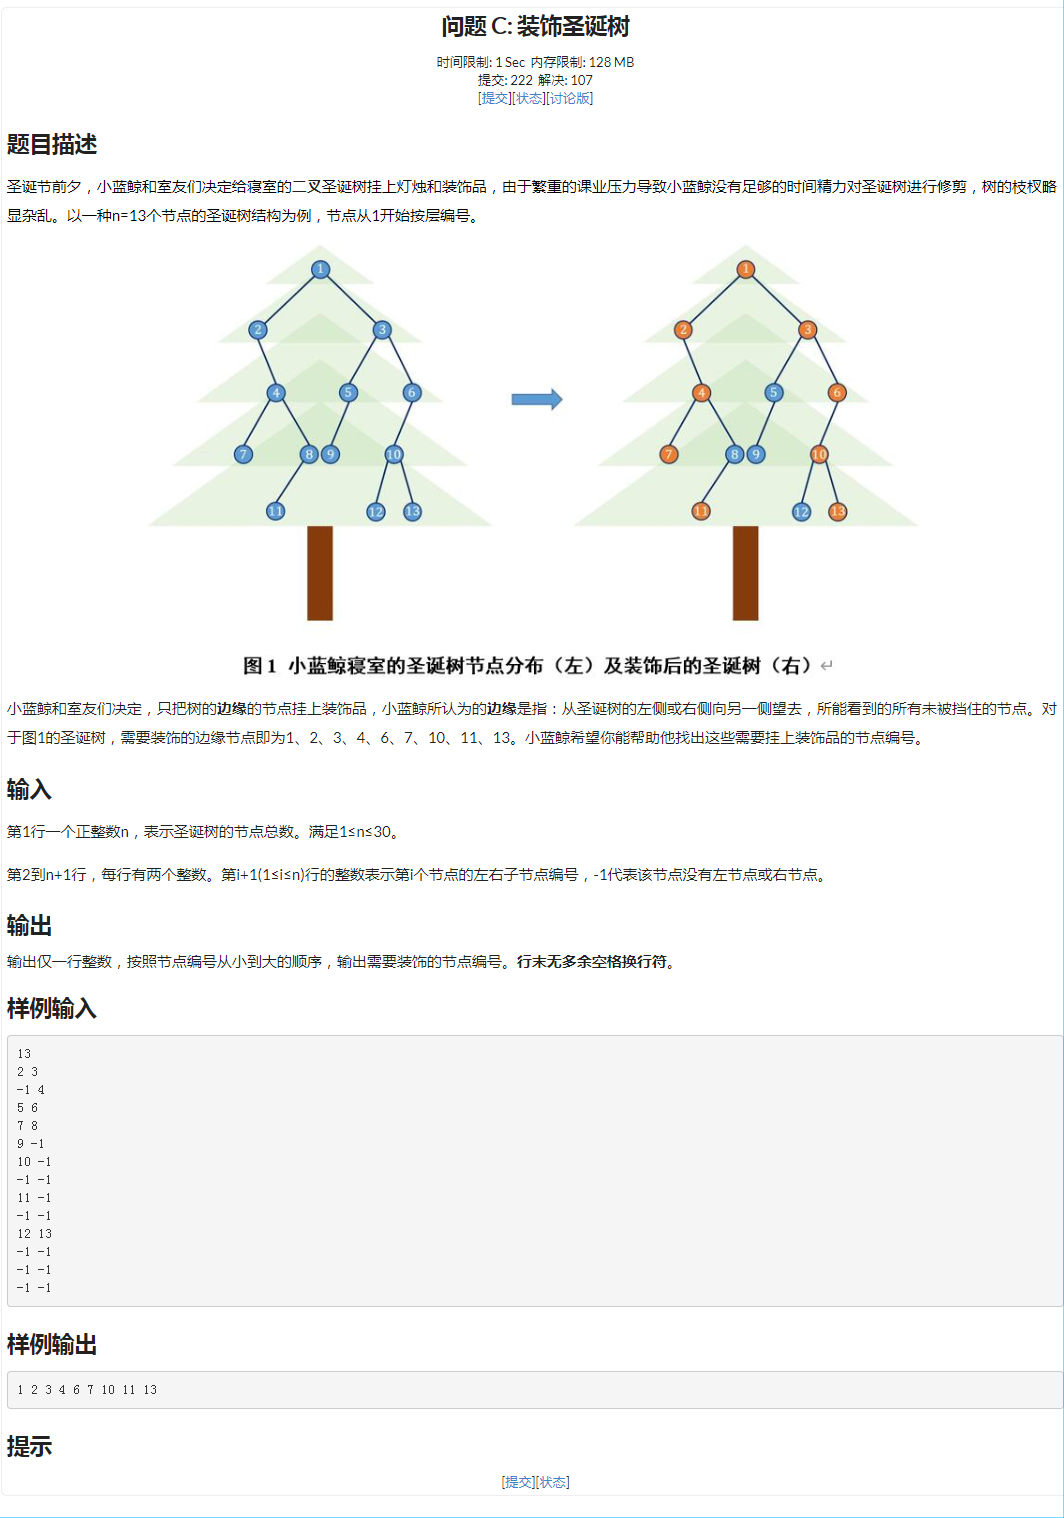 问题 C: 装饰圣诞树
时间限制: 1 Sec 内存限制: 128 MB
提交: 222 解决: 107
[提交][状态][讨论版]
题目描述
圣诞节前夕，小蓝鲸和室友们决定给寝室的二叉圣诞树挂上灯烛和装饰品，由于繁重的课业压力导致小蓝鲸没有足够的时间精力对圣诞树进行修剪，树的枝杈略
显杂乱。以一种n=13个节点的圣诞树结构为例，节点从1开始按层编号。
1
2 3
4 5 6
7 8 9 10
11 12 13
1
2 3
4 5 6
7 8 9 10
11 12 13
图 1 小蓝鲸寝室的圣诞树节点分布（左）及装饰后的圣诞树（右）↵
小蓝鲸和室友们决定，只把树的边缘的节点挂上装饰品，小蓝鲸所认为的边缘是指：从圣诞树的左侧或右侧向另一侧望去，所能看到的所有未被挡住的节点。对
于图1的圣诞树，需要装饰的边缘节点即为1、2、3、4、6、7、10、11、13。小蓝鲸希望你能帮助他找出这些需要挂上装饰品的节点编号。
输入
第1行一个正整数n，表示圣诞树的节点总数。满足1≤n≤30。
第2到n+1行，每行有两个整数。第i+1(1≤i≤n)行的整数表示第i个节点的左右子节点编号，-1代表该节点没有左节点或右节点。
输出
输出仅一行整数，按照节点编号从小到大的顺序，输出需要装饰的节点编号。行末无多余空格换行符。
样例输入
13
2 3
-1 4
5 6
7 8
9 -1
10 -1
-1 -1
11 -1
-1 -1
12 13
-1 -1
-1 -1
-1 -1
样例输出
1 2 3 4 6 7 10 11 13
提示
[提交][状态]